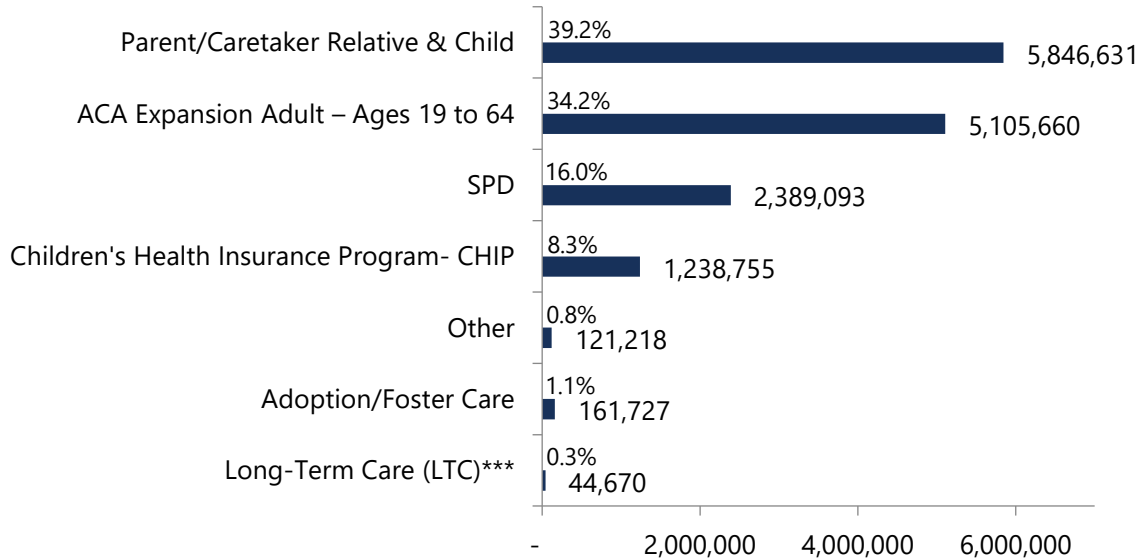 39.2%
Parent/Caretaker Relative & Child
5,846,631
34.2%
ACA Expansion Adult – Ages 19 to 64
5,105,660
16.0%
SPD
2,389,093
8.3%
Children's Health Insurance Program- CHIP
1,238,755
0.8%
Other
121,218
1.1%
Adoption/Foster Care
161,727
0.3%
Long-Term Care (LTC)***
44,670
- 2,000,000 4,000,000 6,000,000